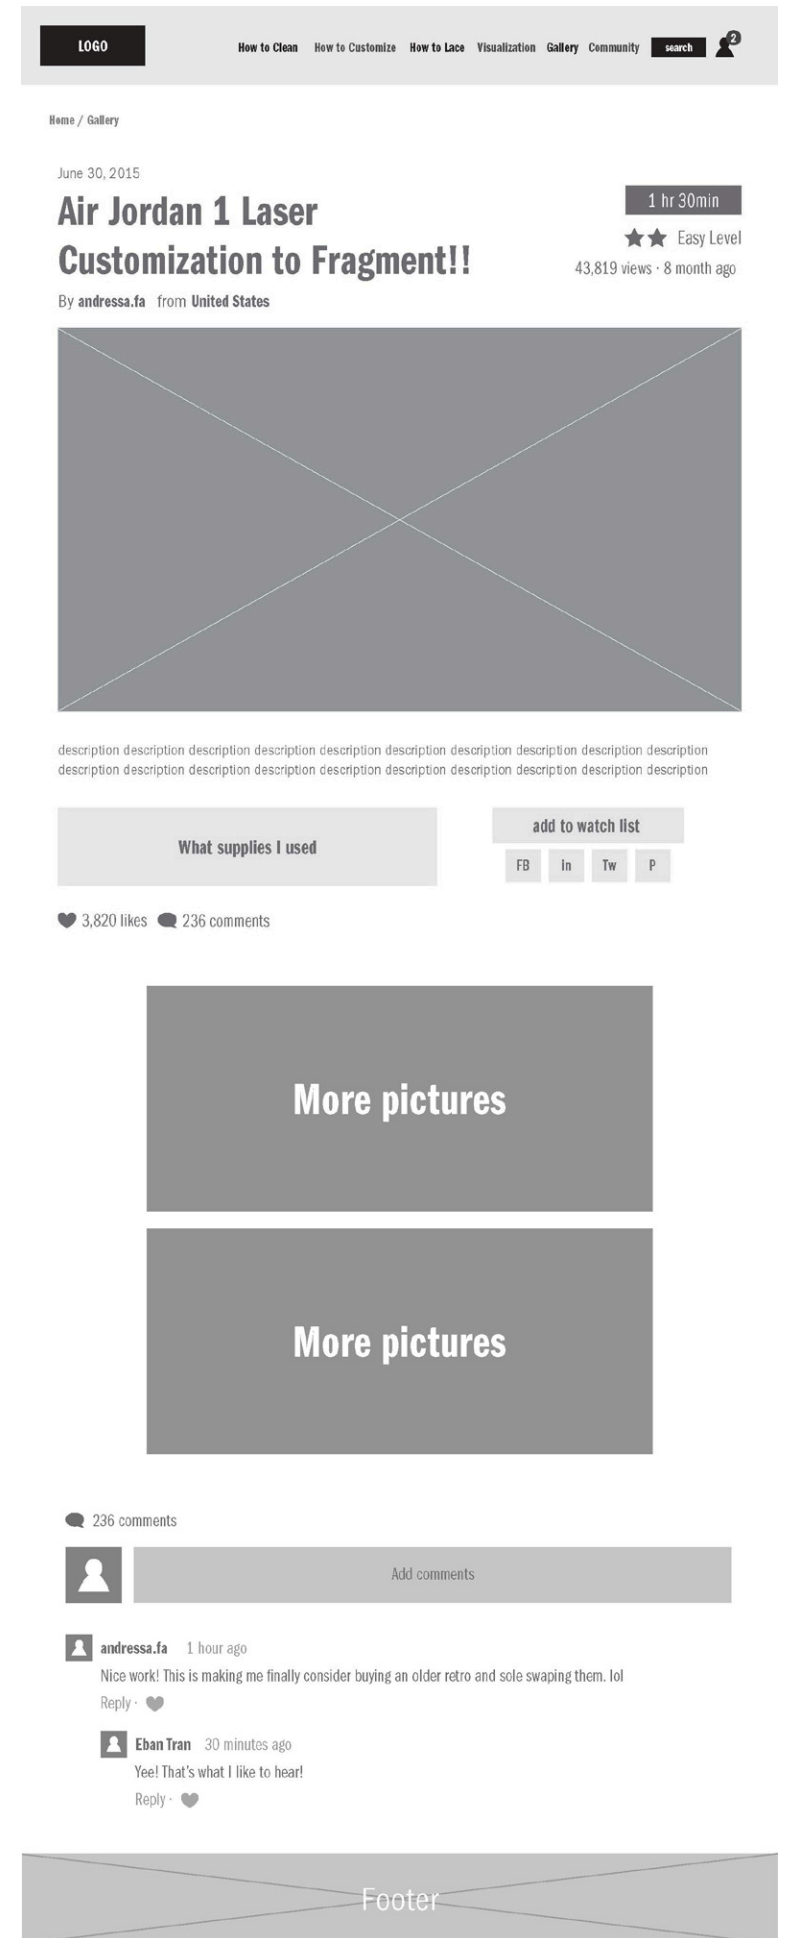 LOGO
How to Clean How to Customize How to Lace Visualization Gallery Community search 2
Home / Gallery
June 30, 2015
Air Jordan 1 Laser
Customization to Fragment!!
1 hr 30min
Easy Level
43,819 views · 8 month ago
By andressa.fa from United States
description description description description description description description description description description
description description description description description description description description description description
What supplies I used
add to watch list
FB In Tw P
3,820 likes 236 comments
More pictures
More pictures
236 comments
Add comments
andressa.fa 1 hour ago
Nice work! This is making me finally consider buying an older retro and sole swaping them. lol
Reply ·
Eban Tran 30 minutes ago
Yee! That's what I like to hear!
Reply ·
Footer